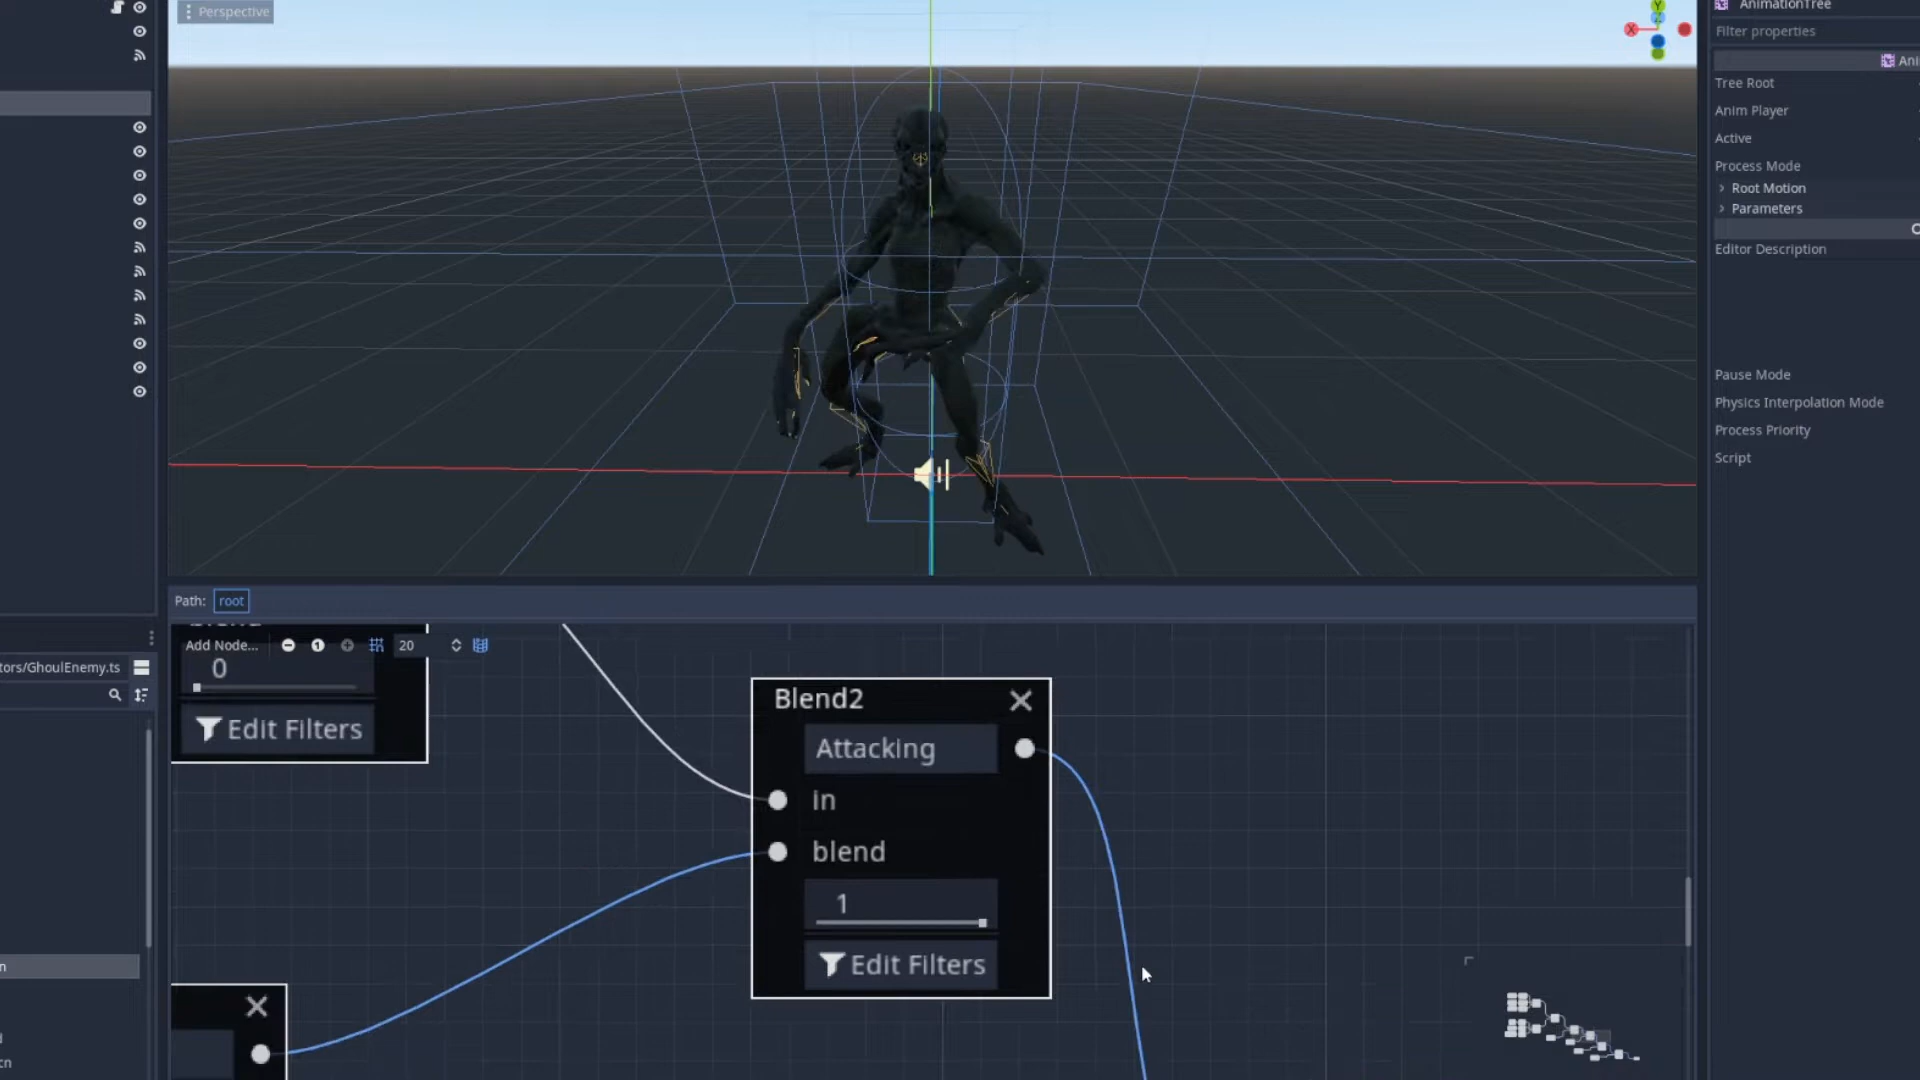 Perspective
AnimationTree
Filter properties
Ani
Tree Root
Anim Player
Active
Process Mode
Root Motion
Parameters
Editor Description
Pause Mode
Physics Interpolation Mode
Process Priority
Script
Path: root
Add Node... 20
0
Edit Filters
tors/GhoulEnemy.ts
Blend2
Attacking
in
blend
1
Edit Filters
n
cn
X
Y
Z